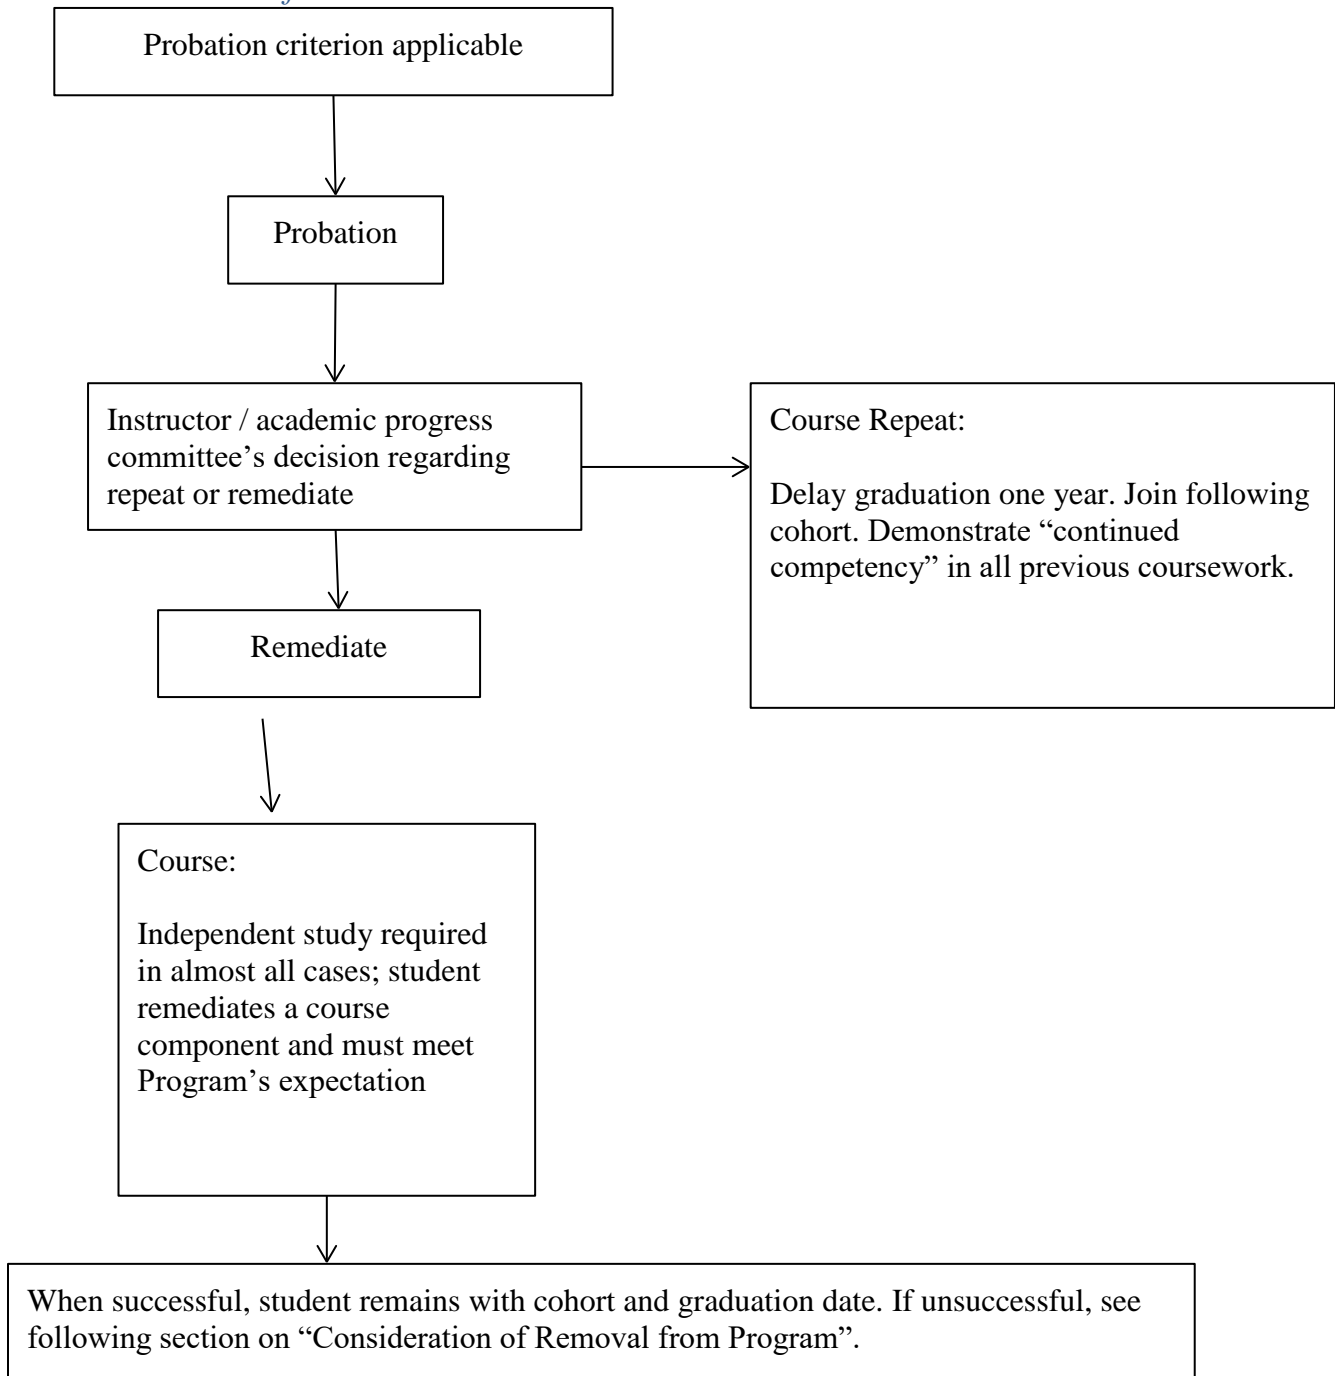 Probation criterion applicable
Probation
Instructor / academic progress
committee’s decision regarding
repeat or remediate
Course Repeat:
Delay graduation one year. Join following
cohort. Demonstrate “continued
competency” in all previous coursework.
Remediate
Course:
Independent study required
in almost all cases; student
remediates a course
component and must meet
Program’s expectation
When successful, student remains with cohort and graduation date. If unsuccessful, see
following section on “Consideration of Removal from Program”.